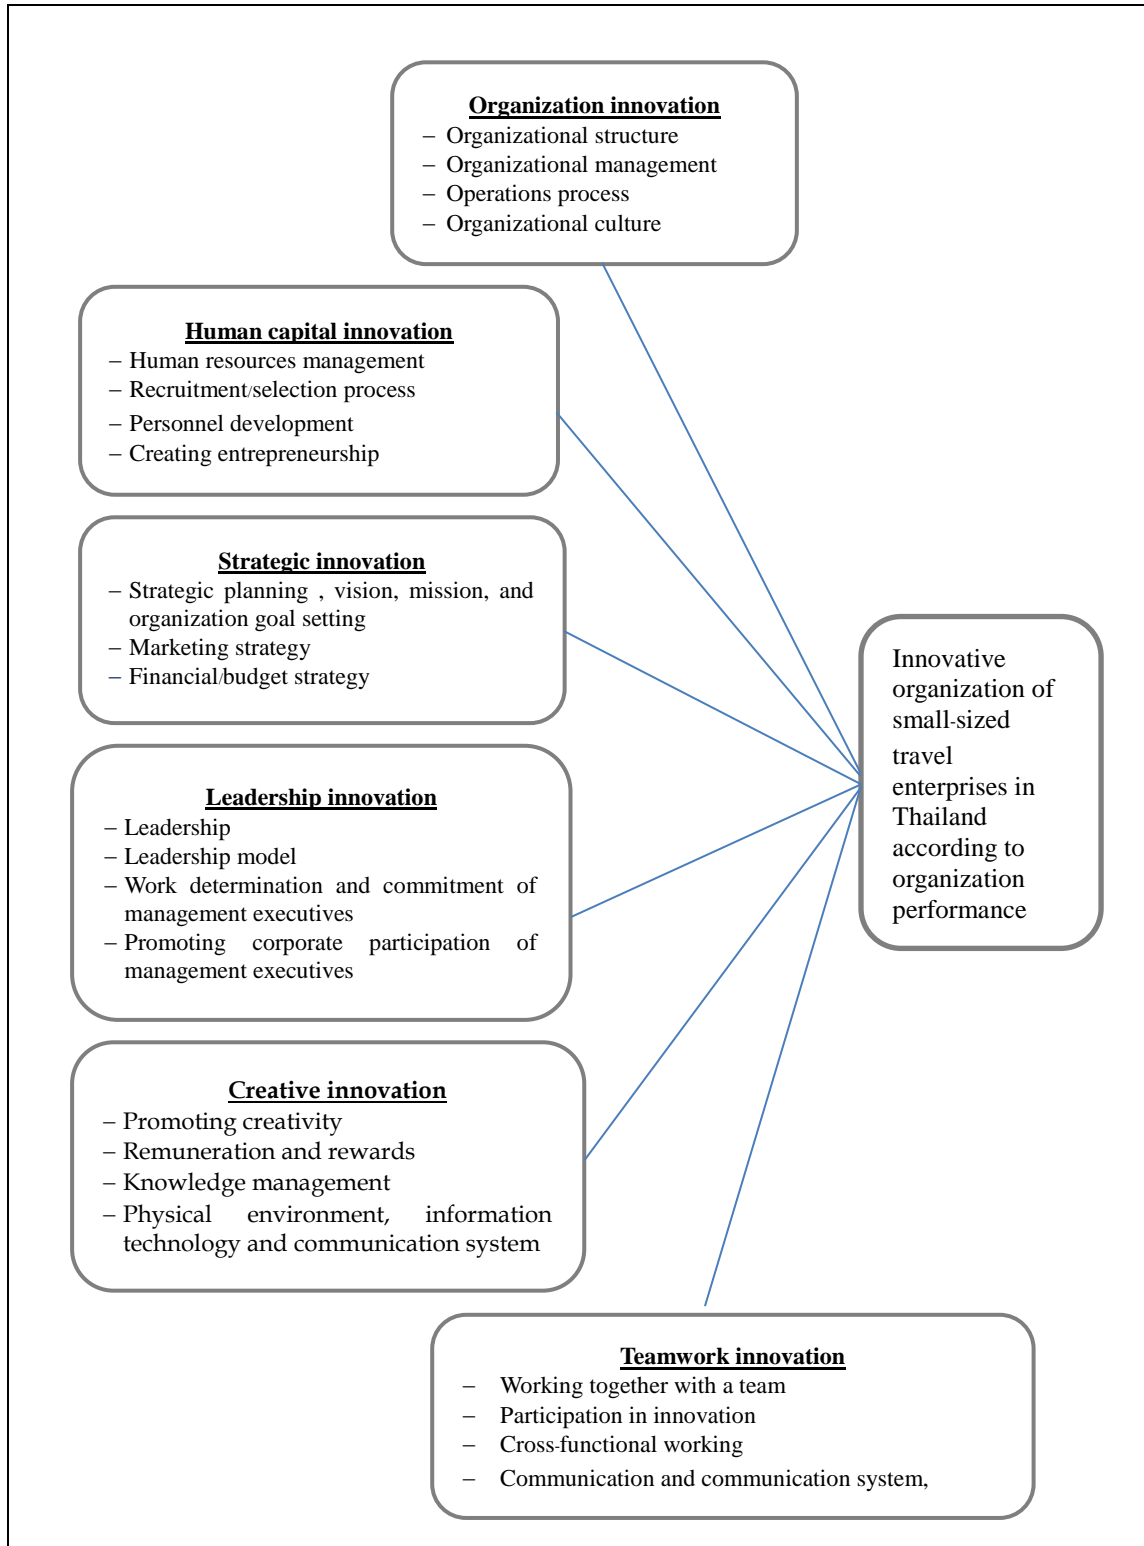 Organization innovation
– Organizational structure
– Organizational management
– Operations process
– Organizational culture
Human capital innovation
– Human resources management
– Recruitment/selection process
– Personnel development
– Creating entrepreneurship
Strategic innovation
– Strategic planning , vision, mission, and
organization goal setting
– Marketing strategy
– Financial/budget strategy
Innovative
organization of
small-sized
travel
enterprises in
Thailand
according to
organization
performance
Leadership innovation
– Leadership
– Leadership model
– Work determination and commitment of
management executives
– Promoting corporate participation of
management executives
Creative innovation
– Promoting creativity
– Remuneration and rewards
– Knowledge management
– Physical environment, information
technology and communication system
Teamwork innovation
– Working together with a team
– Participation in innovation
– Cross-functional working
– Communication and communication system,